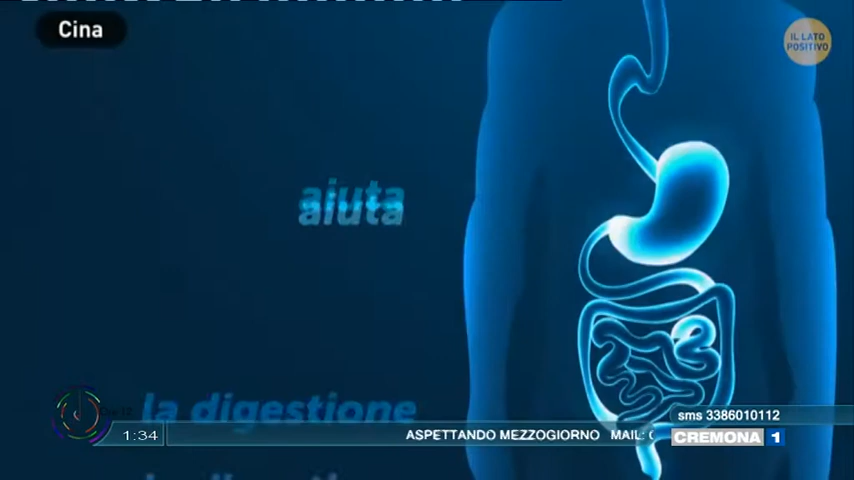 Cina
IL LATO
POSITIVO
aiuta
la digestione
sms 3386010112
1:34
ASPETTANDO MEZZOGIORNO MAIL:
CREMONA 1